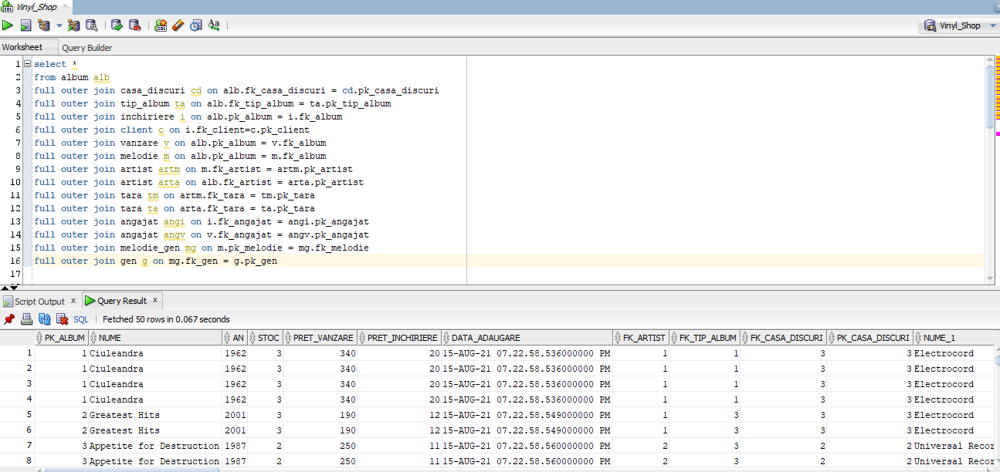 Vinyl_Shop
Vinyl_Shop
Worksheet Query Builder
1 select *
2 from album alb
3 full outer join casa_discuri cd on alb.fk_casa_discuri = cd.pk_casa_discuri
4 full outer join tip_album ta on alb.fk_tip_album = ta.pk_tip_album
5 full outer join inchiriere i on alb.pk_album = i.fk_album
6 full outer join client c on i.fk_client=c.pk_client
7 full outer join vanzare v on alb.pk_album = v.fk_album
8 full outer join melodie m on alb.pk_album = m.fk_album
9 full outer join artist artm on m.fk_artist = artm.pk_artist
10 full outer join artist arta on alb.fk_artist = arta.pk_artist
11 full outer join tara tm on artm.fk_tara = tm.pk_tara
12 full outer join tara ta on arta.fk_tara = ta.pk_tara
13 full outer join angajat angi on i.fk_angajat = angi.pk_angajat
14 full outer join angajat angv on v.fk_angajat = angv.pk_angajat
15 full outer join melodie_gen mg on m.pk_melodie = mg.fk_melodie
16 full outer join gen g on mg.fk_gen = g.pk_gen
17
Script Output x Query Result x
SQL | Fetched 50 rows in 0.067 seconds
PK_ALBUM NUME AN STOC PRET_VANZARE PRET_INCHIRIERE DATA_ADAUGARE FK_ARTIST FK_TIP_ALBUM FK_CASA_DISCURI PK_CASA_DISCURI NUME_1
1 1 Ciuleandra 1962 3 340 20 15-AUG-21 07.22.58.536000000 PM 1 1 3 3 Electrocord
2 1 Ciuleandra 1962 3 340 20 15-AUG-21 07.22.58.536000000 PM 1 1 3 3 Electrocord
3 1 Ciuleandra 1962 3 340 20 15-AUG-21 07.22.58.536000000 PM 1 1 3 3 Electrocord
4 1 Ciuleandra 1962 3 340 20 15-AUG-21 07.22.58.536000000 PM 1 1 3 3 Electrocord
5 2 Greatest Hits 2001 3 190 12 15-AUG-21 07.22.58.549000000 PM 1 3 3 3 Electrocord
6 2 Greatest Hits 2001 3 190 12 15-AUG-21 07.22.58.549000000 PM 1 3 3 3 Electrocord
7 3 Appetite for Destruction 1987 2 250 11 15-AUG-21 07.22.58.560000000 PM 2 3 2 2 Universal Recor
8 3 Appetite for Destruction 1987 2 250 11 15-AUG-21 07.22.58.560000000 PM 2 3 2 2 Universal Recor